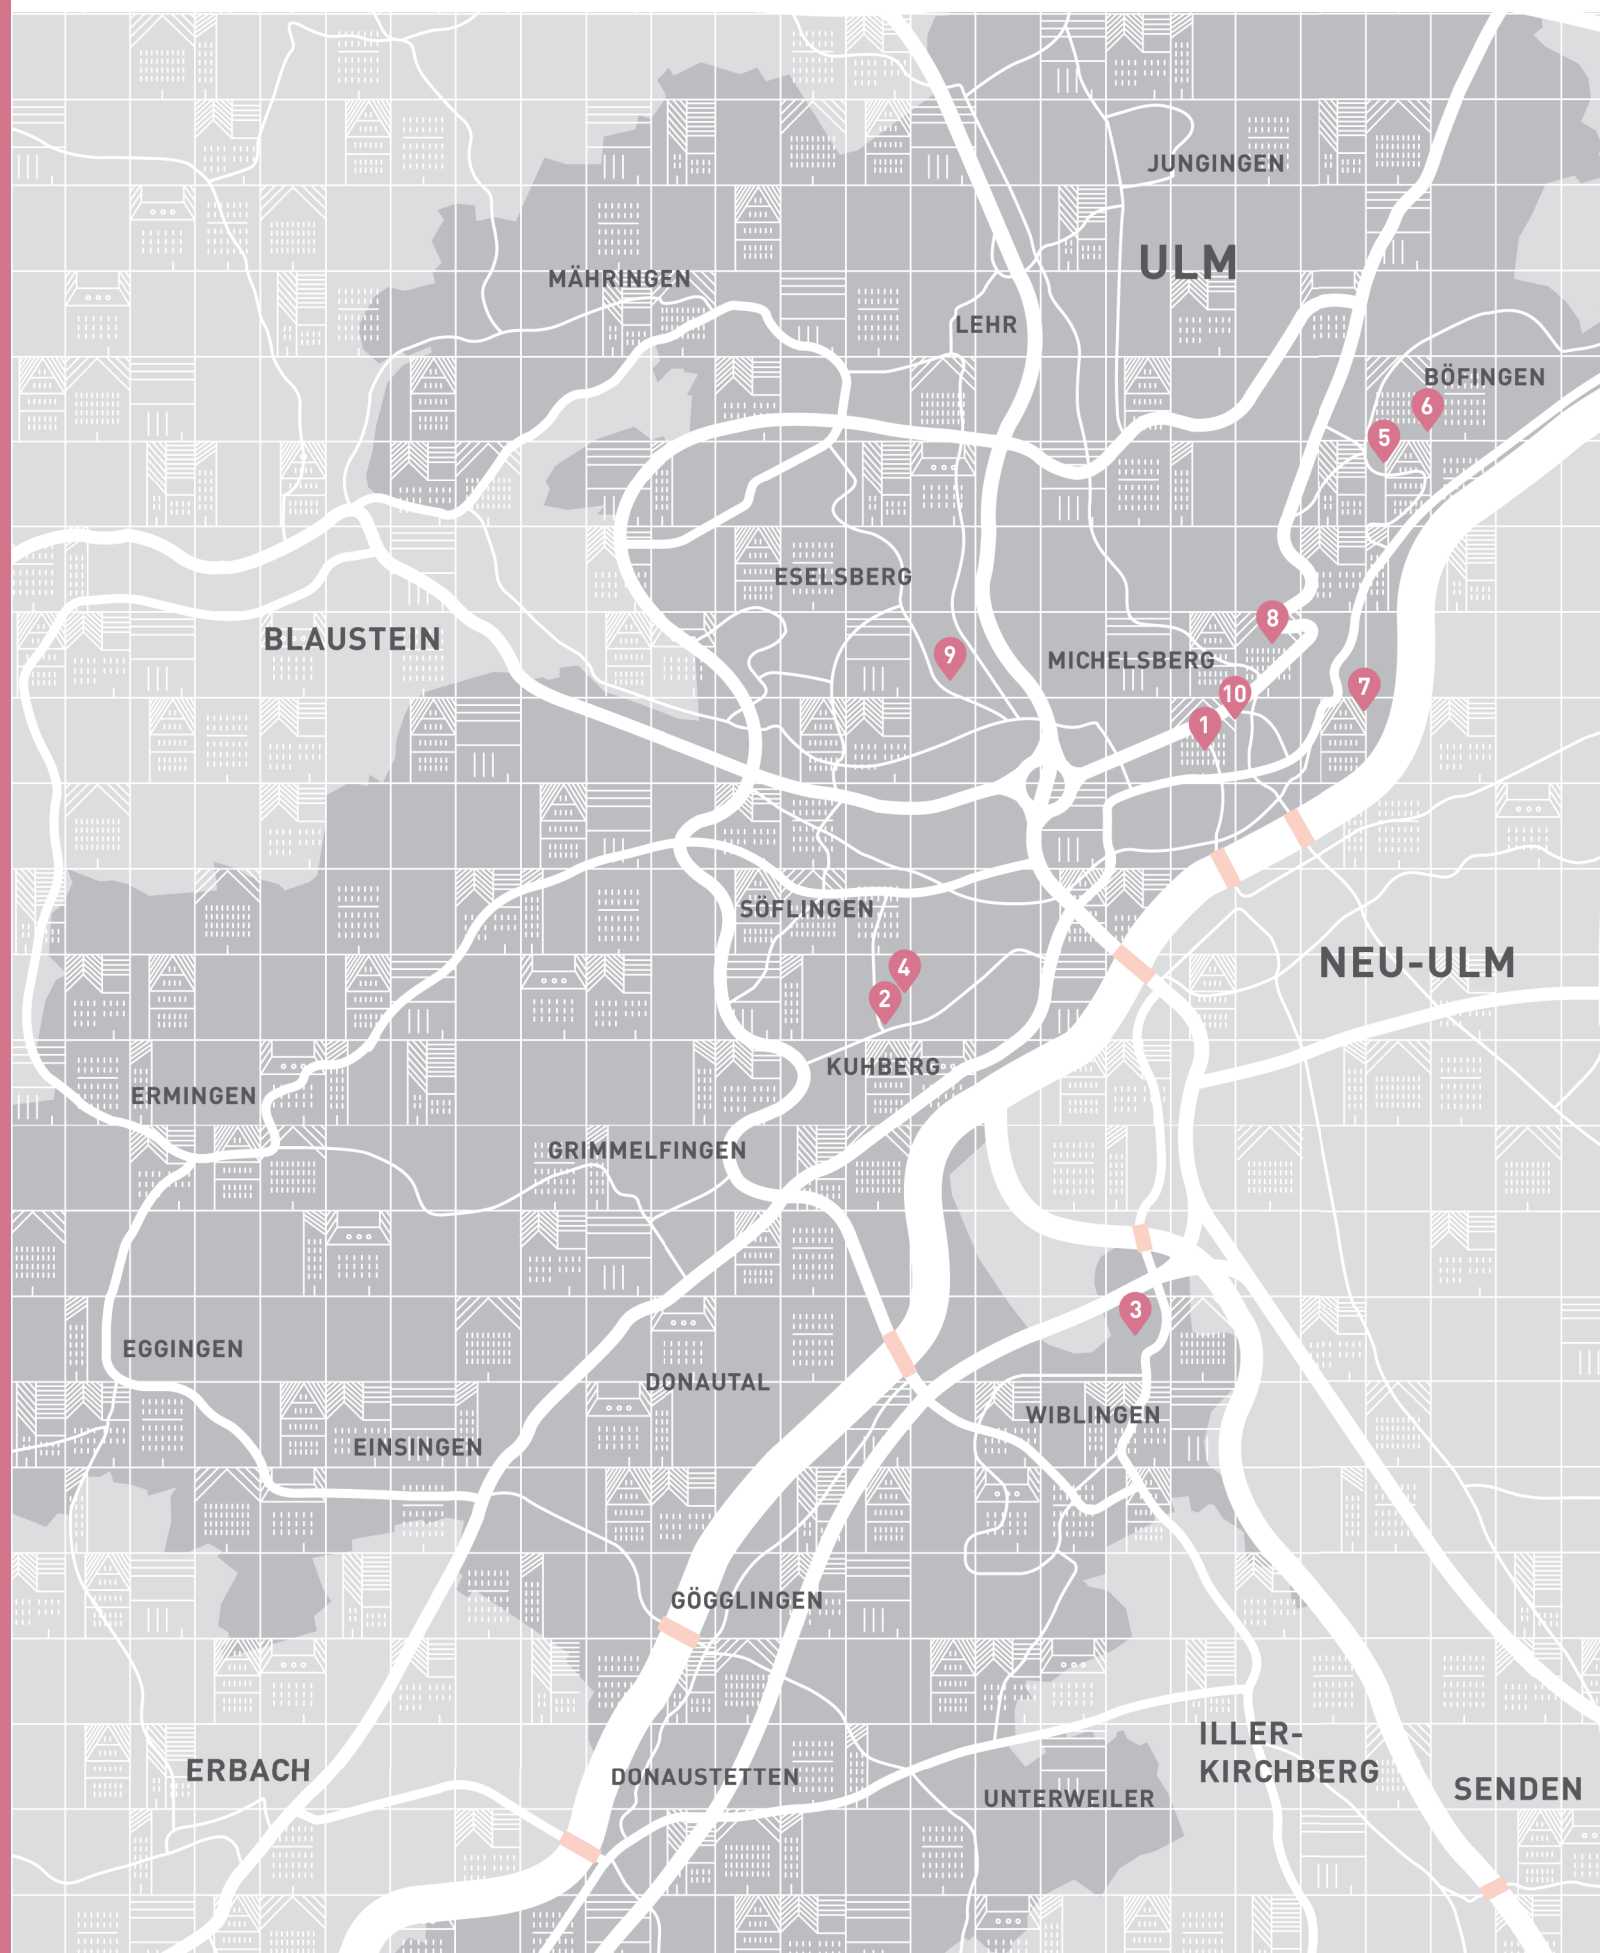 JUNGINGEN
ULM
MÄHRINGEN
LEHR
BÖFINGEN
6
5
ESELSBERG
8
BLAUSTEIN
9
MICHELSBERG
7
10
1
SÖFLINGEN
NEU-ULM
4
2
KUHBERG
ERMINGEN
GRIMMELFINGEN
3
EGGINGEN
DONAUTAL
WIBLINGEN
EINSINGEN
GÖGGLINGEN
ILLER-
KIRCHBERG
ERBACH
DONAUSTETTEN
SENDEN
UNTERWEILER